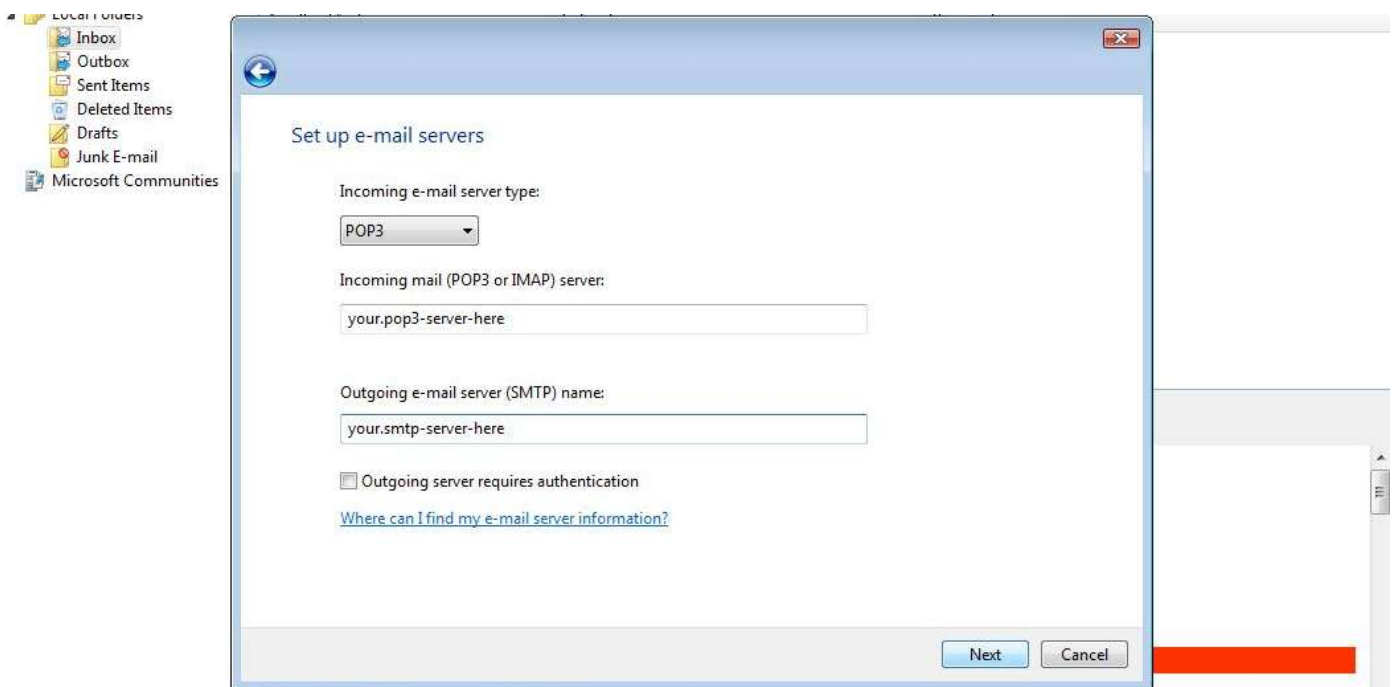 Local Folders
Inbox
Outbox
Sent Items
Deleted Items
Drafts
Junk E-mail
Microsoft Communities
Set up e-mail servers
Incoming e-mail server type:
POP3
Incoming mail (POP3 or IMAP) server:
your.pop3-server-here
Outgoing e-mail server (SMTP) name:
your.smtp-server-here
Outgoing server requires authentication
Where can I find my e-mail server information?
Next
Cancel